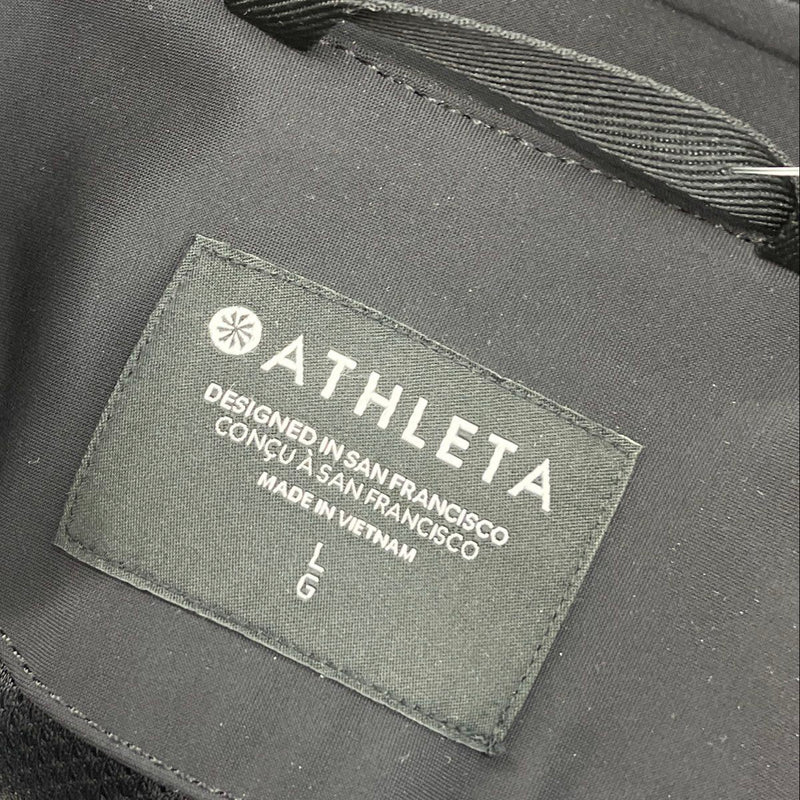 ATHLETA
DESIGNED IN SAN FRANCISCO
CONÇU À SAN FRANCISCO
MADE IN VIETNAM
L
G